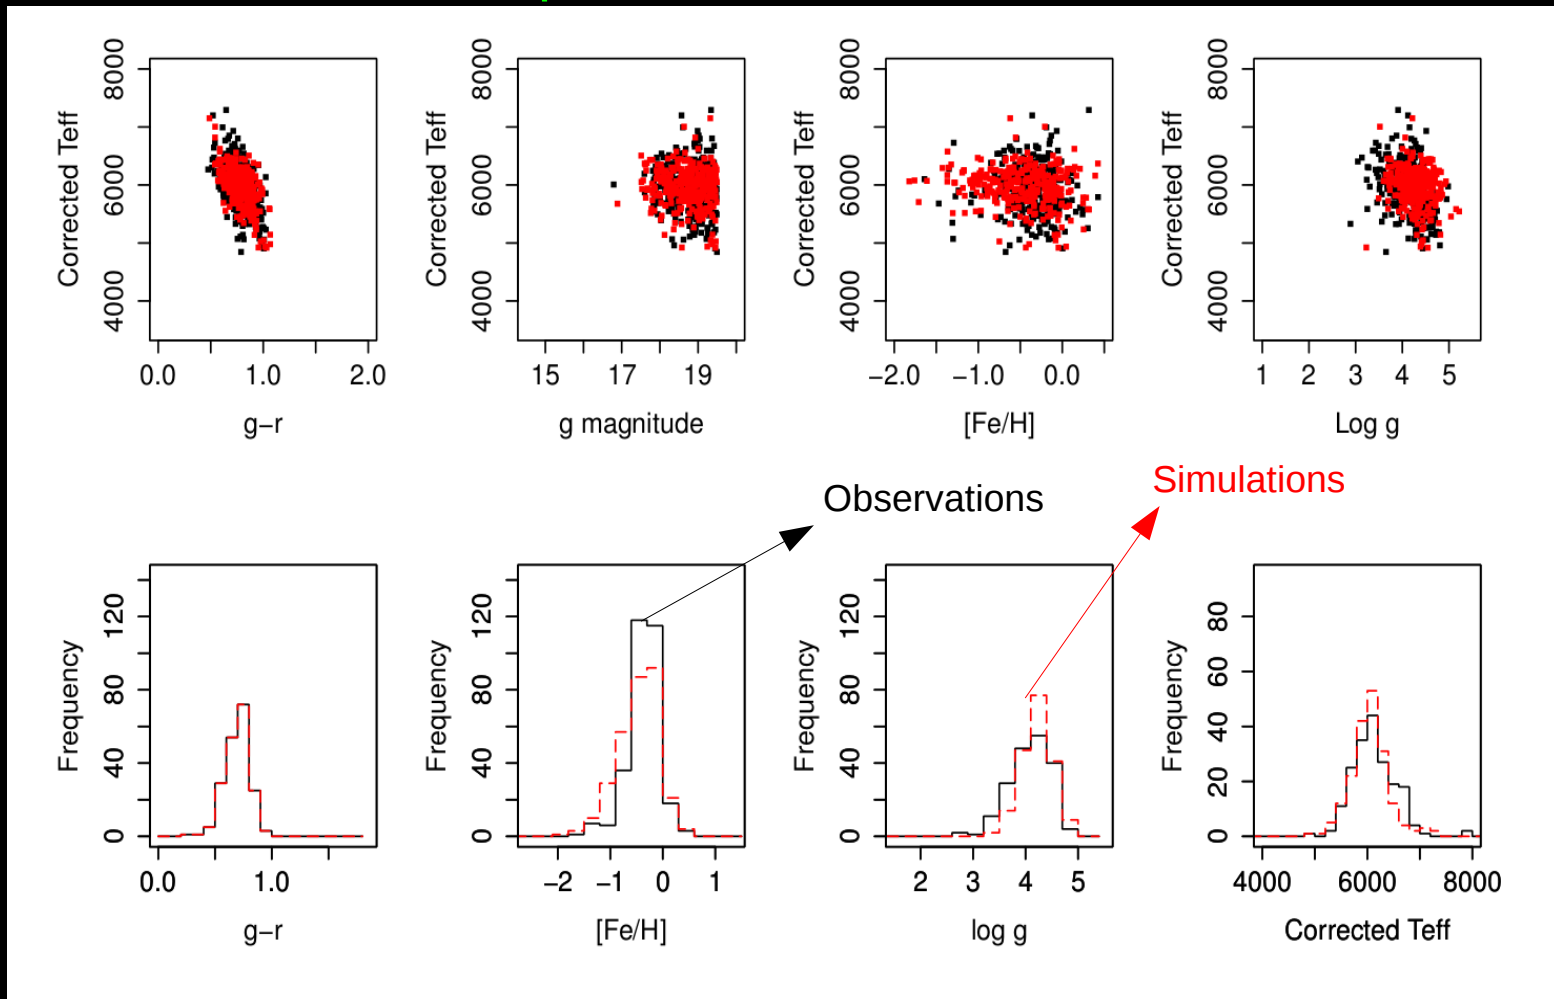 8000
6000
4000
Corrected Teff
0.0 1.0 2.0
g−r
8000
6000
4000
Corrected Teff
15 17 19
g magnitude
8000
6000
4000
Corrected Teff
−2.0 −1.0 0.0
[Fe/H]
8000
6000
4000
Corrected Teff
1 2 3 4 5
Log g
Observations
Simulations
120
80
40
0
Frequency
0.0 1.0
g−r
120
80
40
0
Frequency
−2 −1 0 1
[Fe/H]
120
80
40
0
Frequency
2 3 4 5
log g
80
60
40
20
0
Frequency
4000 6000 8000
Corrected Teff